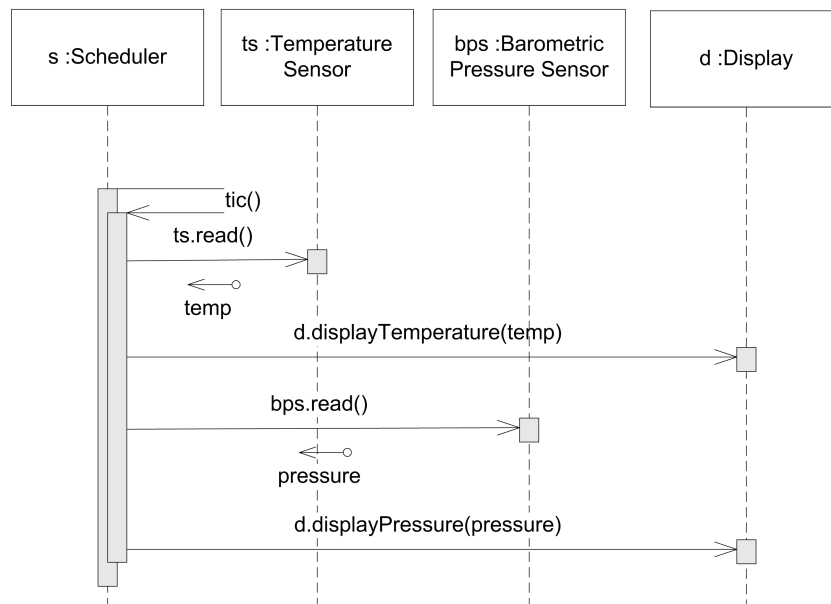 s :Scheduler
ts :Temperature
Sensor
bps :Barometric
Pressure Sensor
d :Display
tic()
ts.read()
temp
d.displayTemperature(temp)
bps.read()
pressure
d.displayPressure(pressure)